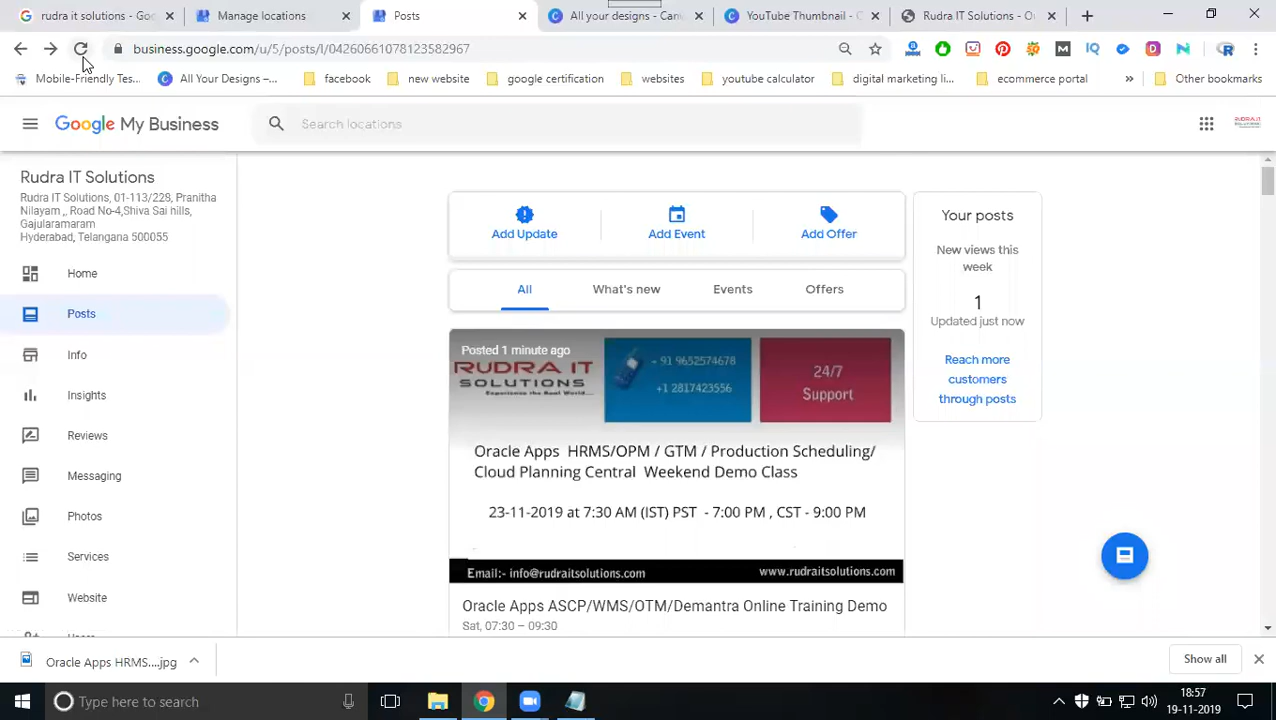 rudra it solutions - Go
Manage locations
Posts
All your designs - Can
YouTube Thumbnail - C
Rudra IT Solutions - O
business.google.com/u/5/posts/l/04260661078123582967
Mobile-Friendly Tes...
All Your Designs –...
facebook
new website
google certification
websites
youtube calculator
digital marketing li...
ecommerce portal
Other bookmarks
Google My Business
Search locations
Rudra IT Solutions
Rudra IT Solutions, 01-113/228, Pranitha
Nilayam ,, Road No-4,Shiva Sai hills,
Gajularamaram
Hyderabad, Telangana 500055
Home
Posts
Info
Insights
Reviews
Messaging
Photos
Services
Website
Users
Add Update
Add Event
Add Offer
All
What's new
Events
Offers
Posted 1 minute ago
RUDRA IT
SOLUTIONS
Experience the Real World...
+ 91 9652574678
+1 2817423556
24/7
Support
Oracle Apps HRMS/OPM / GTM / Production Scheduling/
Cloud Planning Central Weekend Demo Class
23-11-2019 at 7:30 AM (IST) PST - 7:00 PM , CST - 9:00 PM
Email:- info@rudraitsolutions.com
www.rudraitsolutions.com
Oracle Apps ASCP/WMS/OTM/Demantra Online Training Demo
Sat, 07:30 – 09:30
Your posts
New views this
week
1
Updated just now
Reach more
customers
through posts
Oracle Apps HRMS....jpg
Show all
Type here to search
18:57
19-11-2019